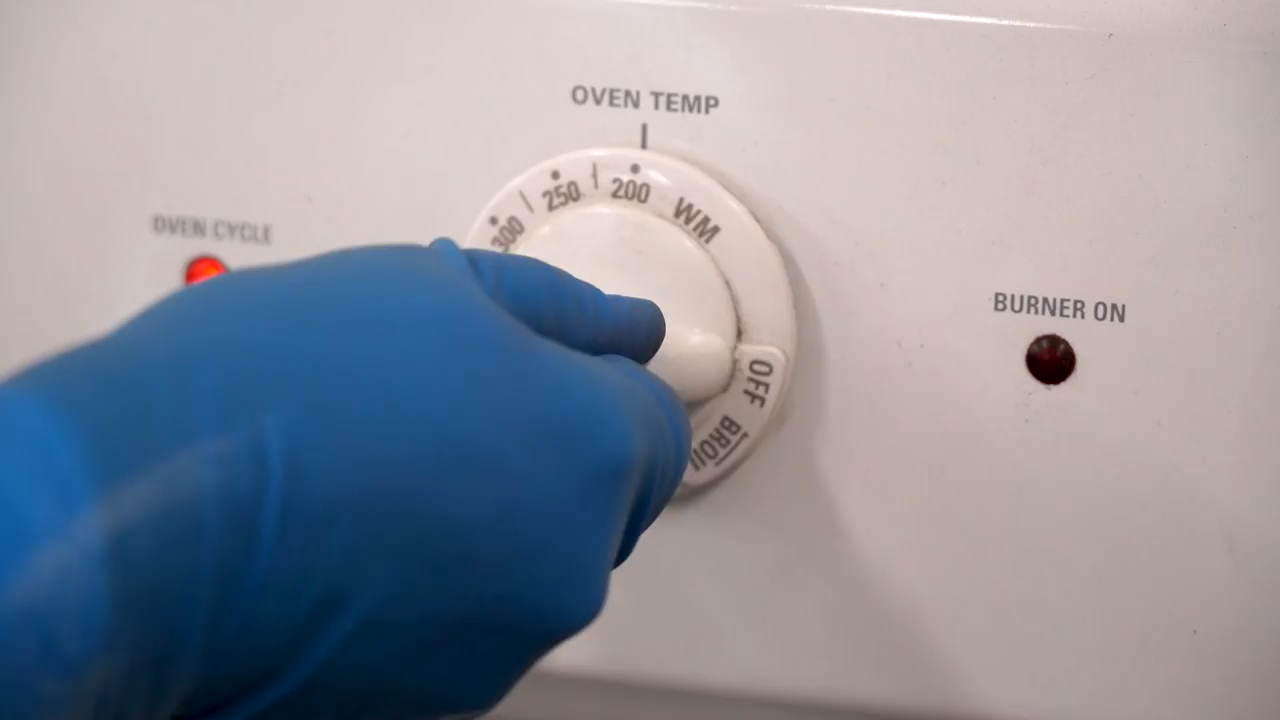 OVEN TEMP
300 250 200 WM
OFF
BROIL
OVEN CYCLE
BURNER ON